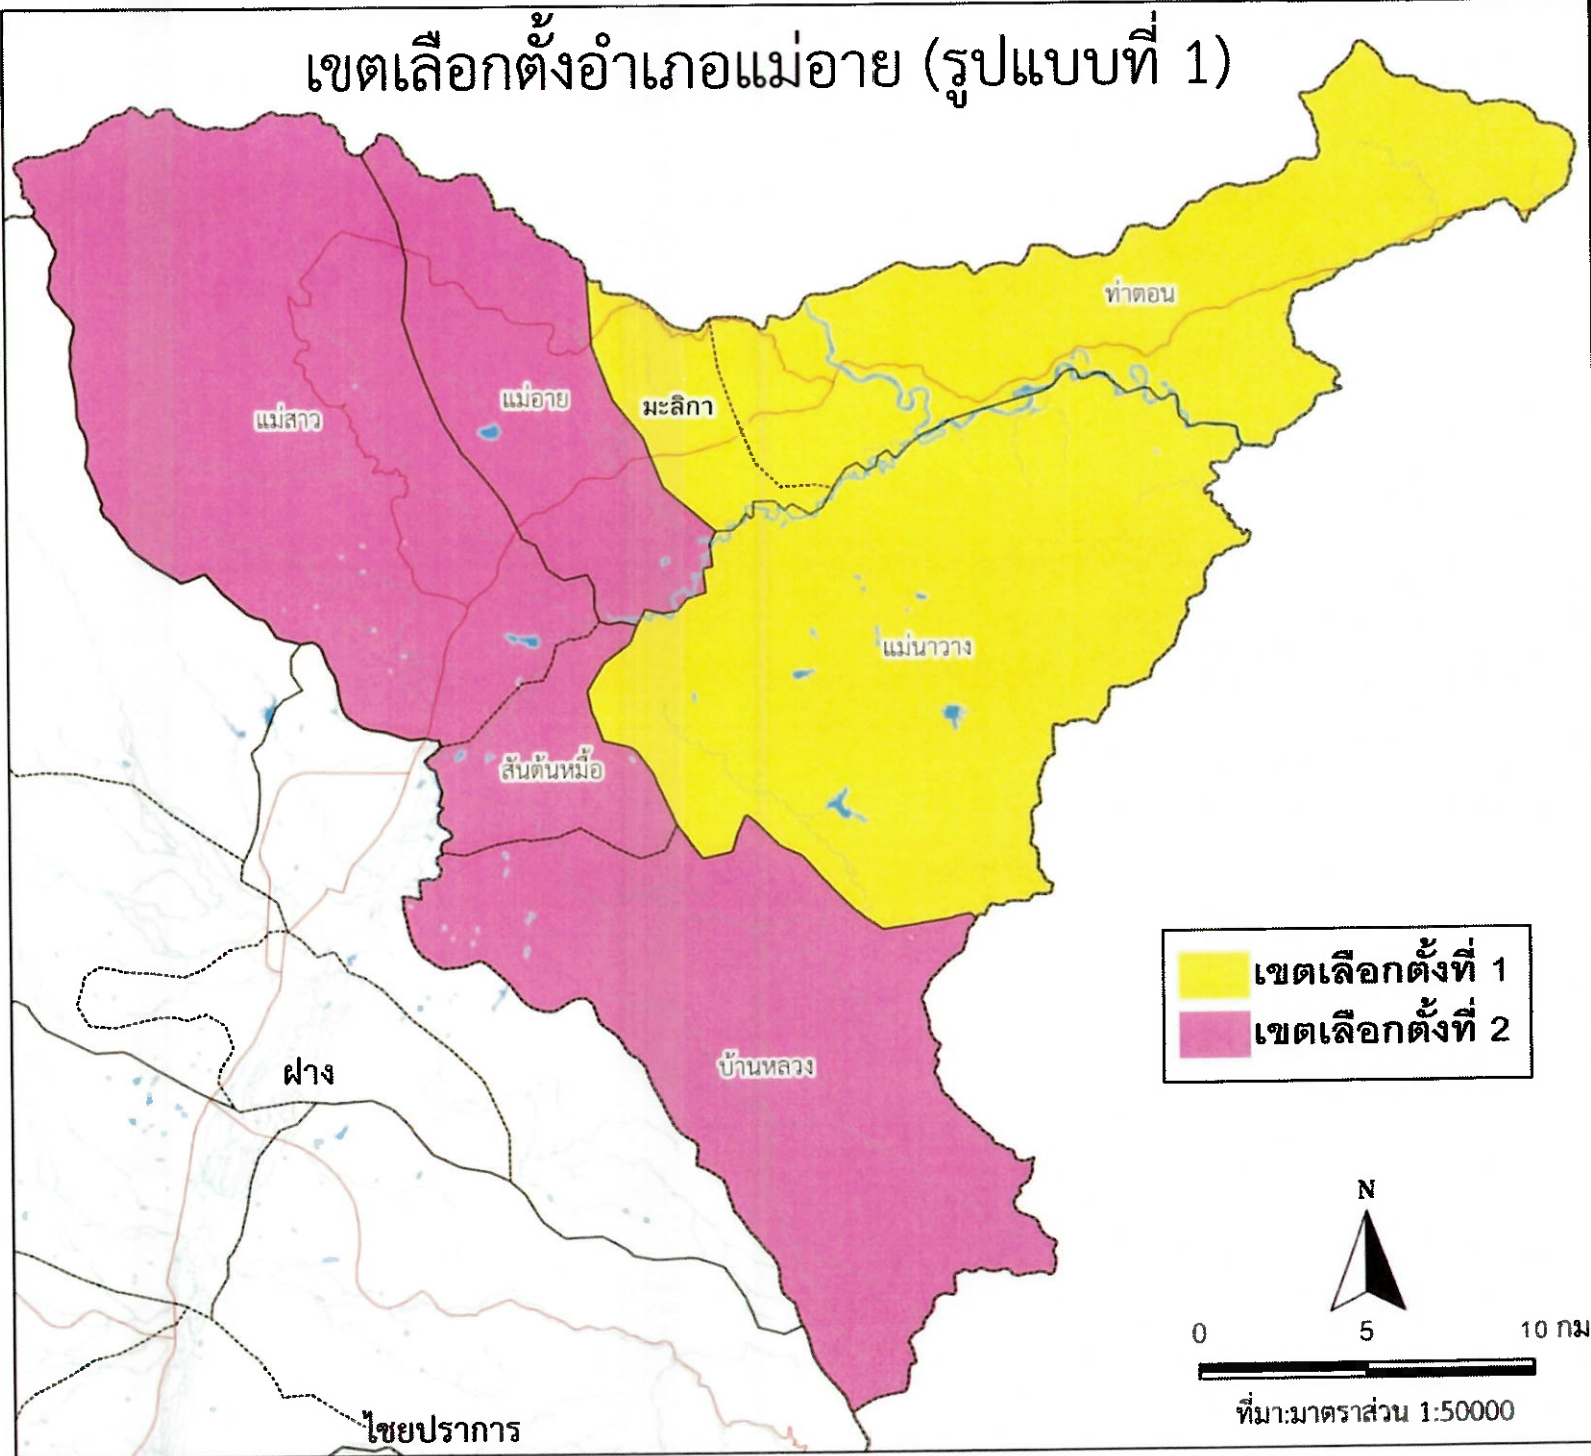 เขตเลือกตั้งอำเภอแม่อาย (รูปแบบที่ 1)
ท่าตอน
แม่อาย
มะลิกา
แม่สาว
แม่นาวาง
สันต้นหมื้อ
เขตเลือกตั้งที่ 1
เขตเลือกตั้งที่ 2
บ้านหลวง
ฝาง
N
0 5 10 กม
ที่มา:มาตราส่วน 1:50000
ไชยปราการ